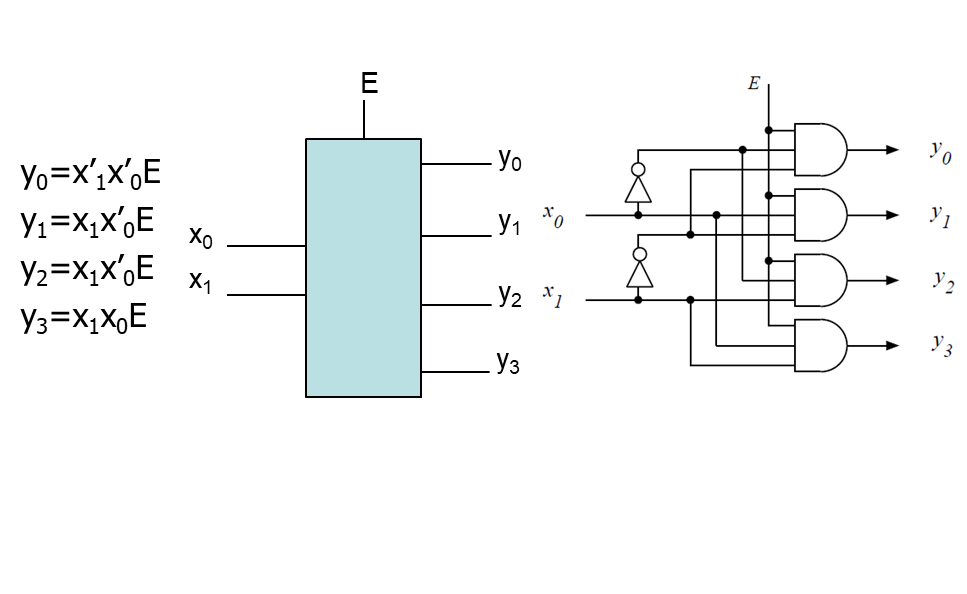 E
y₀=x′₁x′₀E
y₁=x₁x′₀E
y₂=x₁x′₀E
y₃=x₁x₀E
x₀
x₁
y₀
y₁
y₂
y₃
E
x₀
x₁
y₀
y₁
y₂
y₃